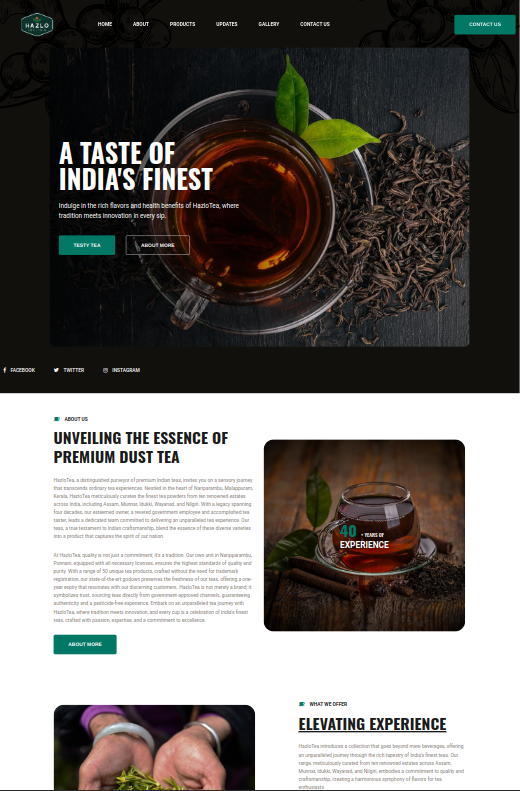 HAZLO
HOME
ABOUT
PRODUCTS
UPDATES
GALLERY
CONTACT US
CONTACT US
A TASTE OF
INDIA'S FINEST
Indulge in the rich flavors and health benefits of HazloTea, where
tradition meets innovation in every sip.
TESTY TEA
ABOUT MORE
FACEBOOK
TWITTER
INSTAGRAM
ABOUT US
UNVEILING THE ESSENCE OF
PREMIUM DUST TEA
HazloTea, a distinguished purveyor of premium Indian teas, invites you on a sensory journey
that transcends ordinary tea experiences. Nestled in the heart of Nariparambu, Malappuram,
Kerala, HazloTea meticulously curates the finest tea powders from ten renowned estates
across India, including Assam, Munnar, Idukki, Wayanad, and Nilgiri. With a legacy spanning
four decades, our esteemed owner, a revered government employee and accomplished tea
taster, leads a dedicated team committed to delivering an unparalleled tea experience. Our
teas, a true testament to Indian craftsmanship, blend the essence of these diverse varieties
into a product that captures the spirit of our land.
At HazloTea, quality is not just a commitment; it's a tradition. Our own unit in Nariparambu,
Ponnani, equipped with all necessary licenses, ensures the highest standards of quality and
purity. With a range of 50 unique tea products, crafted without the need for trademark
registration, our state-of-the-art godown preserves the freshness of our teas, offering a one-
year expiry that resonates with our discerning customers. HazloTea is not merely a brand; it
symbolizes trust, sourcing teas directly from government-approved channels, guaranteeing
authenticity and a pesticide-free experience. Embark on an unparalleled tea journey with
HazloTea, where tradition meets innovation, and every cup is a celebration of India's finest
teas, crafted with passion, expertise, and a commitment to excellence.
ABOUT MORE
40 + YEARS OF
EXPERIENCE
WHAT WE OFFER
ELEVATING EXPERIENCE
HazloTea introduces a collection that goes beyond mere beverages, offering
an unparalleled journey through the rich tapestry of India's finest teas. Our
range, meticulously curated from ten renowned estates, including Assam,
Munnar, Idukki, Wayanad, and Nilgiri, embodies a commitment to quality and
craftsmanship, creating a harmonious symphony of flavors for tea
enthusiasts